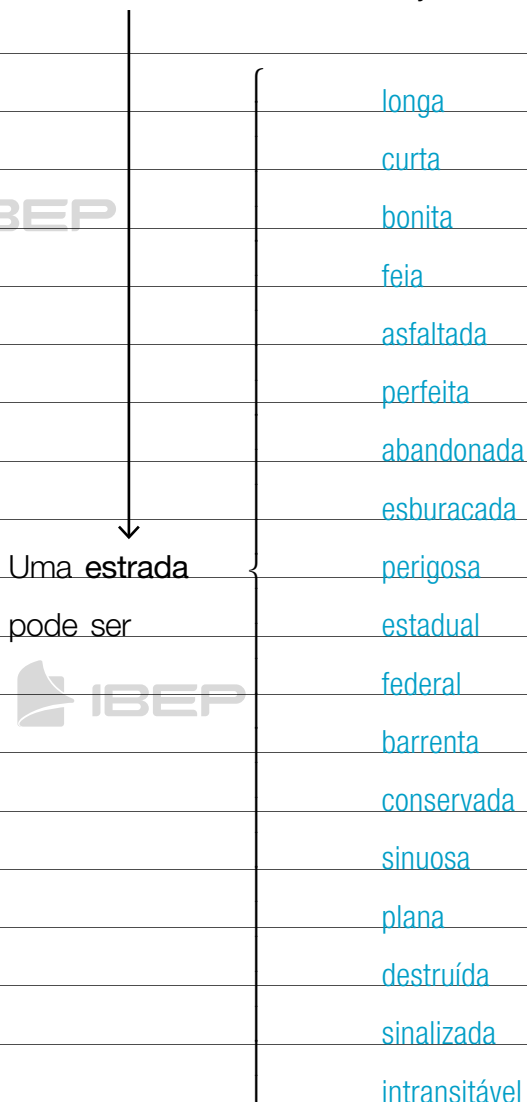 longa
curta
IBEP
bonita
feia
asfaltada
perfeita
abandonada
esburacada
Uma estrada
perigosa
pode ser
estadual
IBEP
federal
barrenta
conservada
sinuosa
plana
destruída
sinalizada
intransitável